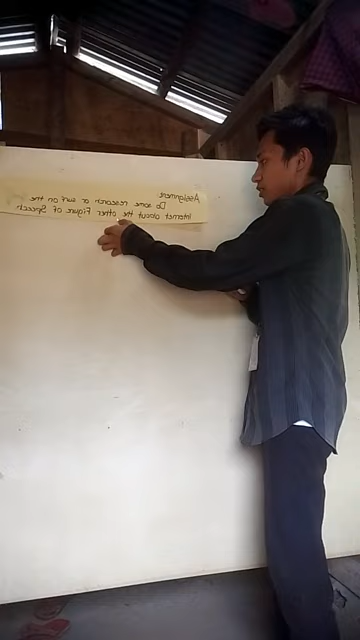 Assignment
Do some research or surf on the
Internet about the other Figure of Speech